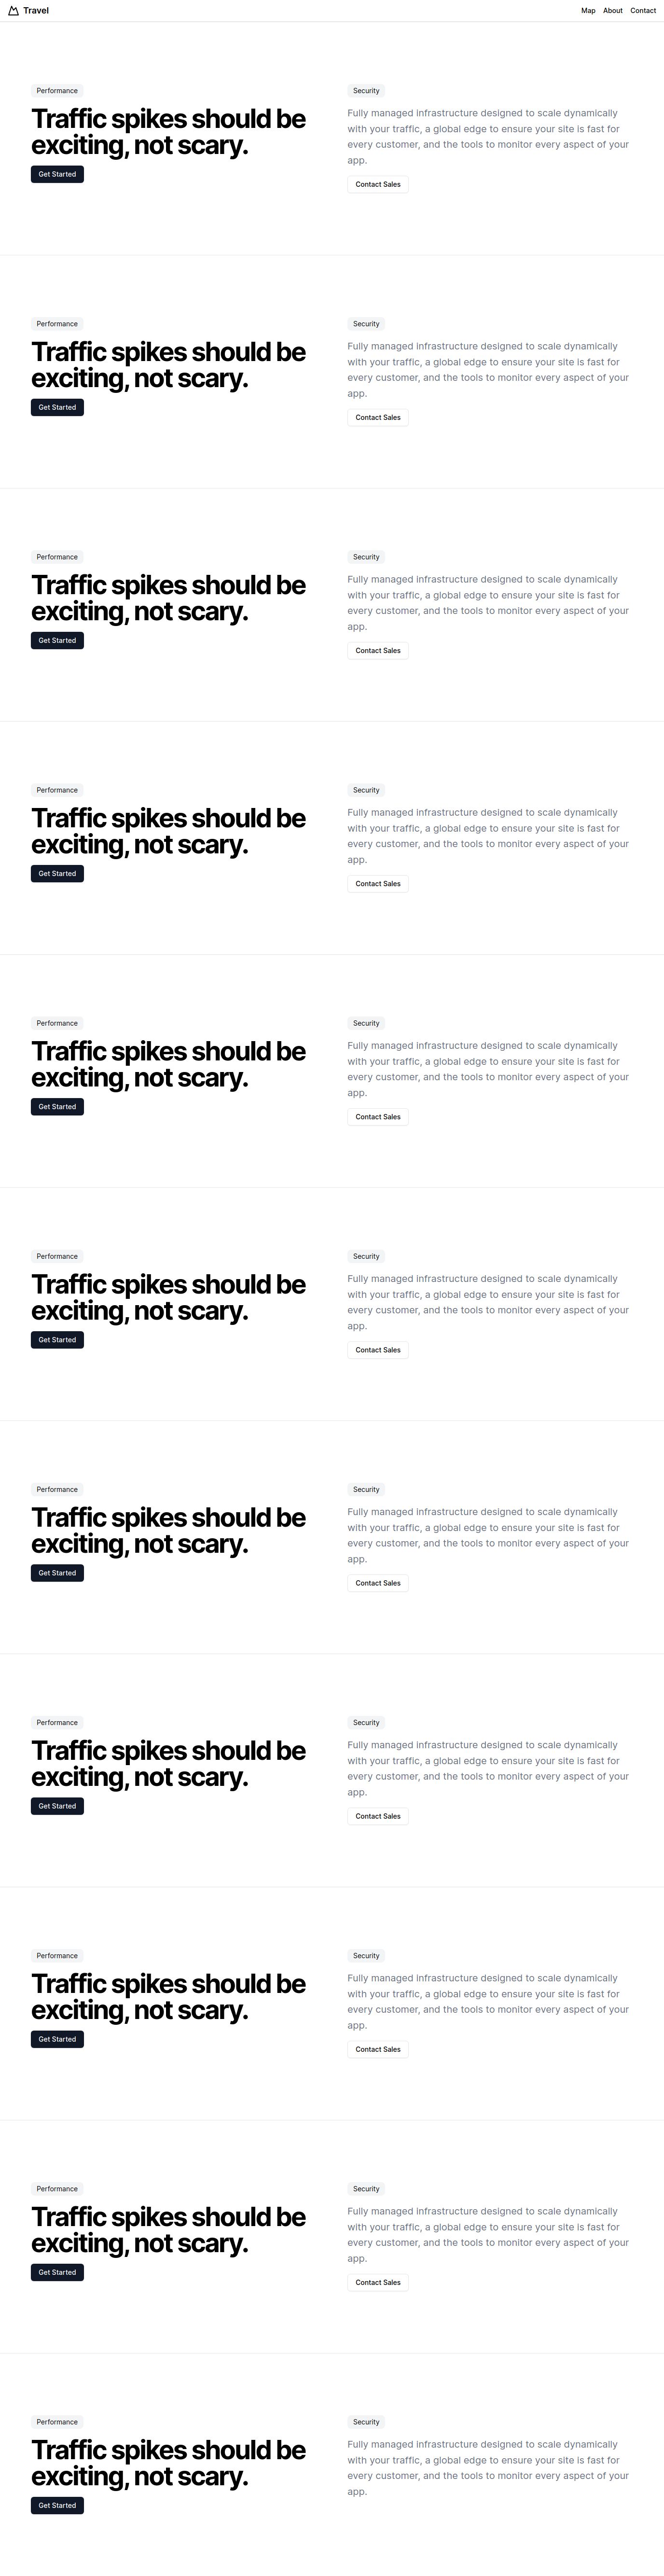 Travel
Map About Contact
Performance
Traffic spikes should be
exciting, not scary.
Get Started
Security
Fully managed infrastructure designed to scale dynamically
with your traffic, a global edge to ensure your site is fast for
every customer, and the tools to monitor every aspect of your
app.
Contact Sales
Performance
Traffic spikes should be
exciting, not scary.
Get Started
Security
Fully managed infrastructure designed to scale dynamically
with your traffic, a global edge to ensure your site is fast for
every customer, and the tools to monitor every aspect of your
app.
Contact Sales
Performance
Traffic spikes should be
exciting, not scary.
Get Started
Security
Fully managed infrastructure designed to scale dynamically
with your traffic, a global edge to ensure your site is fast for
every customer, and the tools to monitor every aspect of your
app.
Contact Sales
Performance
Traffic spikes should be
exciting, not scary.
Get Started
Security
Fully managed infrastructure designed to scale dynamically
with your traffic, a global edge to ensure your site is fast for
every customer, and the tools to monitor every aspect of your
app.
Contact Sales
Performance
Traffic spikes should be
exciting, not scary.
Get Started
Security
Fully managed infrastructure designed to scale dynamically
with your traffic, a global edge to ensure your site is fast for
every customer, and the tools to monitor every aspect of your
app.
Contact Sales
Performance
Traffic spikes should be
exciting, not scary.
Get Started
Security
Fully managed infrastructure designed to scale dynamically
with your traffic, a global edge to ensure your site is fast for
every customer, and the tools to monitor every aspect of your
app.
Contact Sales
Performance
Traffic spikes should be
exciting, not scary.
Get Started
Security
Fully managed infrastructure designed to scale dynamically
with your traffic, a global edge to ensure your site is fast for
every customer, and the tools to monitor every aspect of your
app.
Contact Sales
Performance
Traffic spikes should be
exciting, not scary.
Get Started
Security
Fully managed infrastructure designed to scale dynamically
with your traffic, a global edge to ensure your site is fast for
every customer, and the tools to monitor every aspect of your
app.
Contact Sales
Performance
Traffic spikes should be
exciting, not scary.
Get Started
Security
Fully managed infrastructure designed to scale dynamically
with your traffic, a global edge to ensure your site is fast for
every customer, and the tools to monitor every aspect of your
app.
Contact Sales
Performance
Traffic spikes should be
exciting, not scary.
Get Started
Security
Fully managed infrastructure designed to scale dynamically
with your traffic, a global edge to ensure your site is fast for
every customer, and the tools to monitor every aspect of your
app.
Contact Sales
Performance
Traffic spikes should be
exciting, not scary.
Get Started
Security
Fully managed infrastructure designed to scale dynamically
with your traffic, a global edge to ensure your site is fast for
every customer, and the tools to monitor every aspect of your
app.